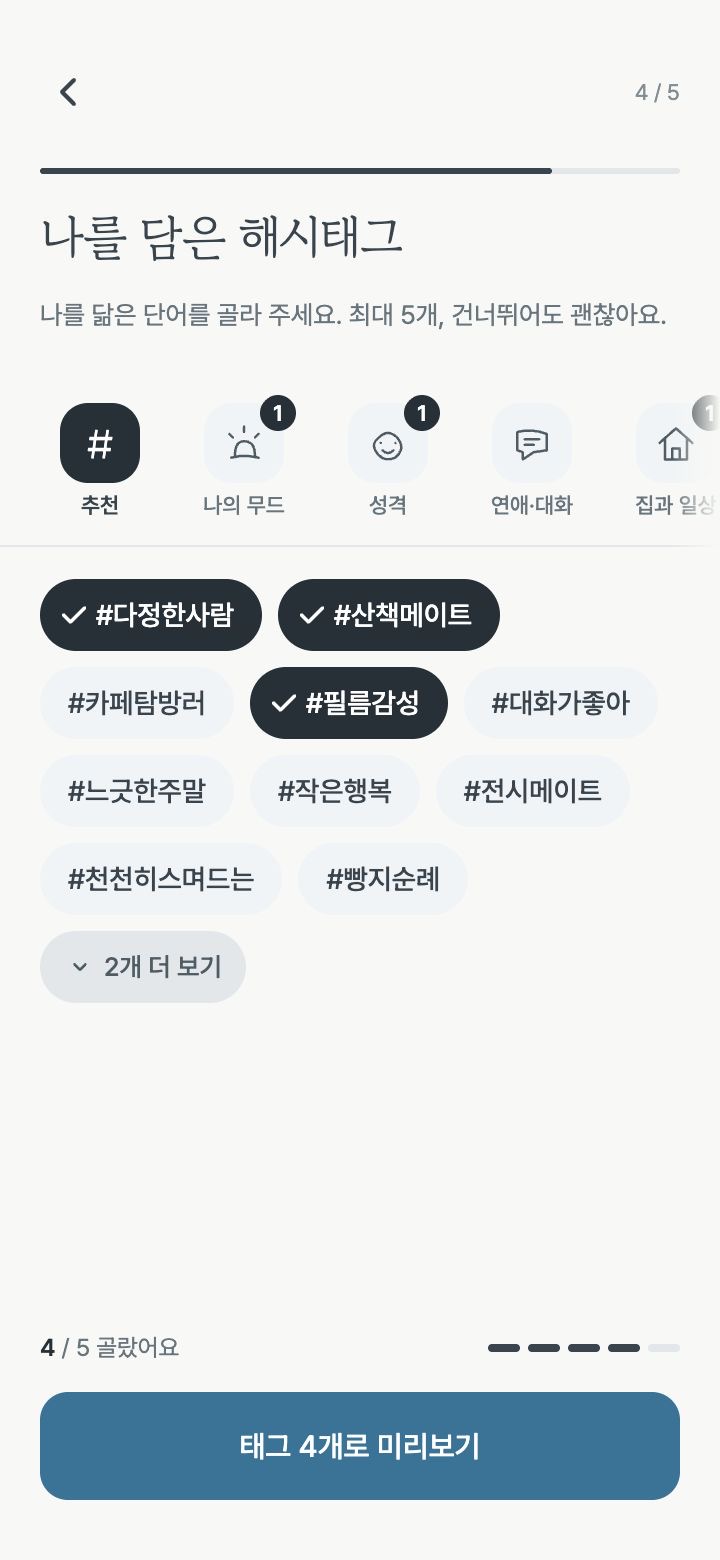 4 / 5
나를 담은 해시태그
나를 닮은 단어를 골라 주세요. 최대 5개, 건너뛰어도 괜찮아요.
1 1 1
#
추천 나의 무드 성격 연애·대화 집과 일상
#다정한사람 #산책메이트
#카페탐방러 #필름감성 #대화가좋아
#느긋한주말 #작은행복 #전시메이트
#천천히스며드는 #빵지순례
2개 더 보기
4 / 5 골랐어요
태그 4개로 미리보기